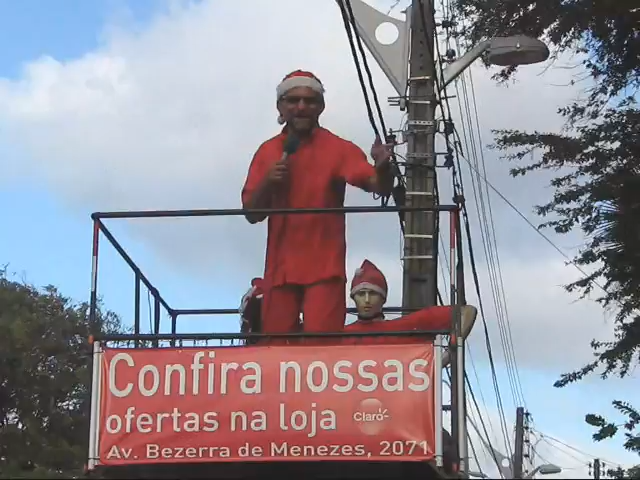 Confira nossas
ofertas na loja Claro
Av. Bezerra de Menezes, 2071